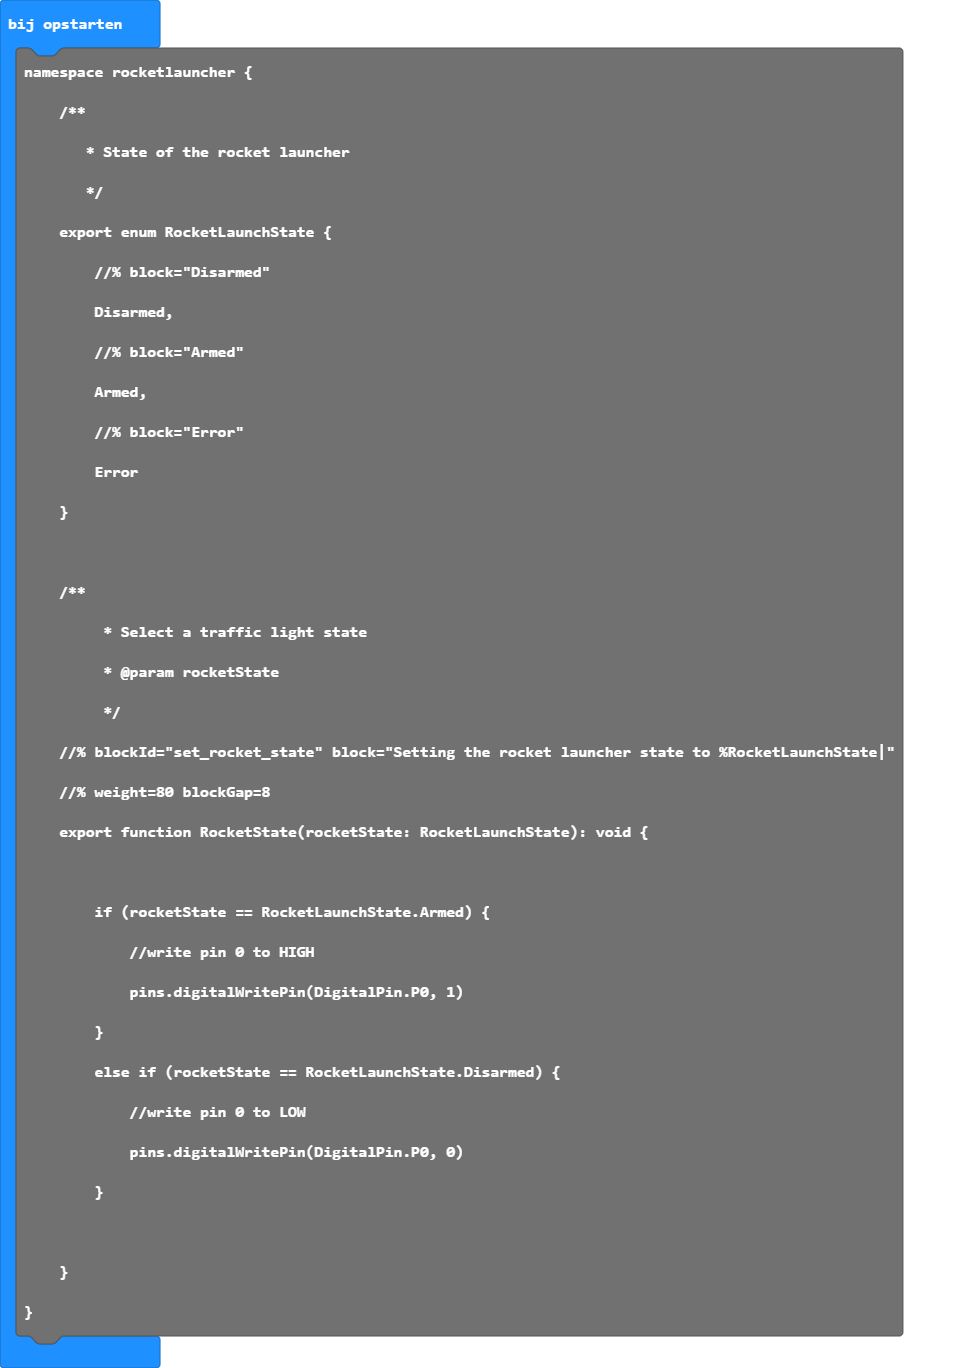 bij opstarten
namespace rocketlauncher {
/**
* State of the rocket launcher
*/
export enum RocketLaunchState {
//% block="Disarmed"
Disarmed,
//% block="Armed"
Armed,
//% block="Error"
Error
}
/**
* Select a traffic light state
* @param rocketState
*/
//% blockId="set_rocket_state" block="Setting the rocket launcher state to %RocketLaunchState|"
//% weight=80 blockGap=8
export function RocketState(rocketState: RocketLaunchState): void {
if (rocketState == RocketLaunchState.Armed) {
//write pin 0 to HIGH
pins.digitalWritePin(DigitalPin.P0, 1)
}
else if (rocketState == RocketLaunchState.Disarmed) {
//write pin 0 to LOW
pins.digitalWritePin(DigitalPin.P0, 0)
}
}
}